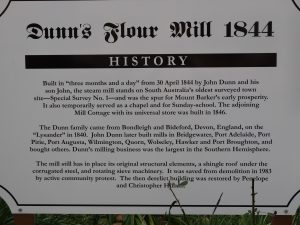 Dunn's Flour Mill 1844
HISTORY
Built in "three months and a day" from 30 April 1844 by John Dunn and his
son John, the steam mill stands on South Australia's oldest surveyed town
site—Special Survey No. 1—and was the spur for Mount Barker's early prosperity.
It also temporarily served as a chapel and for Sunday-school. The adjoining
Mill Cottage with its universal store was built in 1846.
The Dunn family came from Bondleigh and Bideford, Devon, England, on the
"Lysander" in 1840. John Dunn later built mills in Bridgewater, Port Adelaide, Port
Pirie, Port Augusta, Wilmington, Quorn, Wolseley, Hawker and Port Broughton, and
bought others. Dunn's milling business was the largest in the Southern Hemisphere.
The mill still has in place its original structural elements, a shingle roof under the
corrugated steel, and rotating sieve machinery. It was saved from demolition in 1983
by active community protest. The then derelict building was restored by Penelope
and Christopher